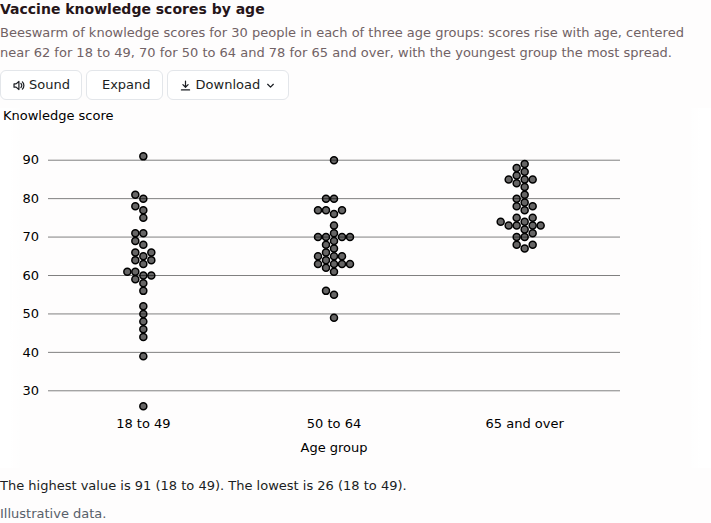 Vaccine knowledge scores by age
Beeswarm of knowledge scores for 30 people in each of three age groups: scores rise with age, centered
near 62 for 18 to 49, 70 for 50 to 64 and 78 for 65 and over, with the youngest group the most spread.
Sound Expand Download
Knowledge score
90
80
70
60
50
40
30
18 to 49 50 to 64 65 and over
Age group
The highest value is 91 (18 to 49). The lowest is 26 (18 to 49).
Illustrative data.